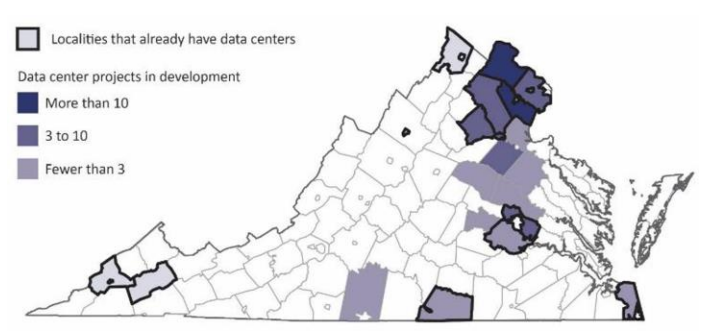 Localities that already have data centers
Data center projects in development
More than 10
3 to 10
Fewer than 3